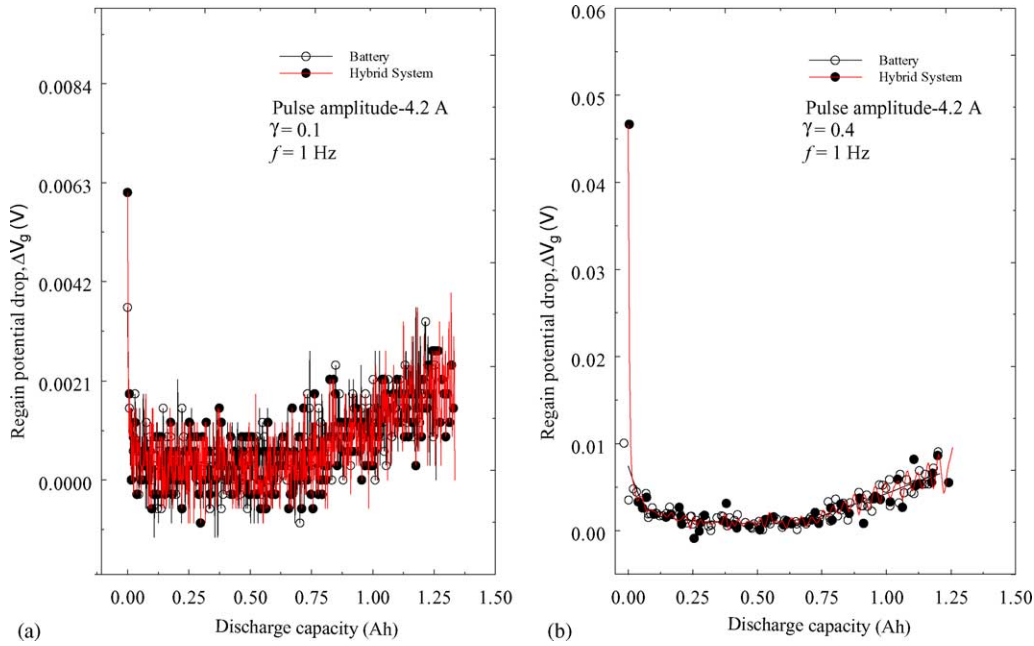 Battery
Hybrid System
Pulse amplitude-4.2 A
γ = 0.1
f = 1 Hz
0.0084
0.0063
0.0042
0.0021
0.0000
Regain potential drop, ΔVg (V)
0.00 0.25 0.50 0.75 1.00 1.25 1.50
Discharge capacity (Ah)
(a)
Battery
Hybrid System
Pulse amplitude-4.2 A
γ = 0.4
f = 1 Hz
0.06
0.05
0.04
0.03
0.02
0.01
0.00
Regain potential drop, ΔVg (V)
0.00 0.25 0.50 0.75 1.00 1.25 1.50
Discharge capacity (Ah)
(b)